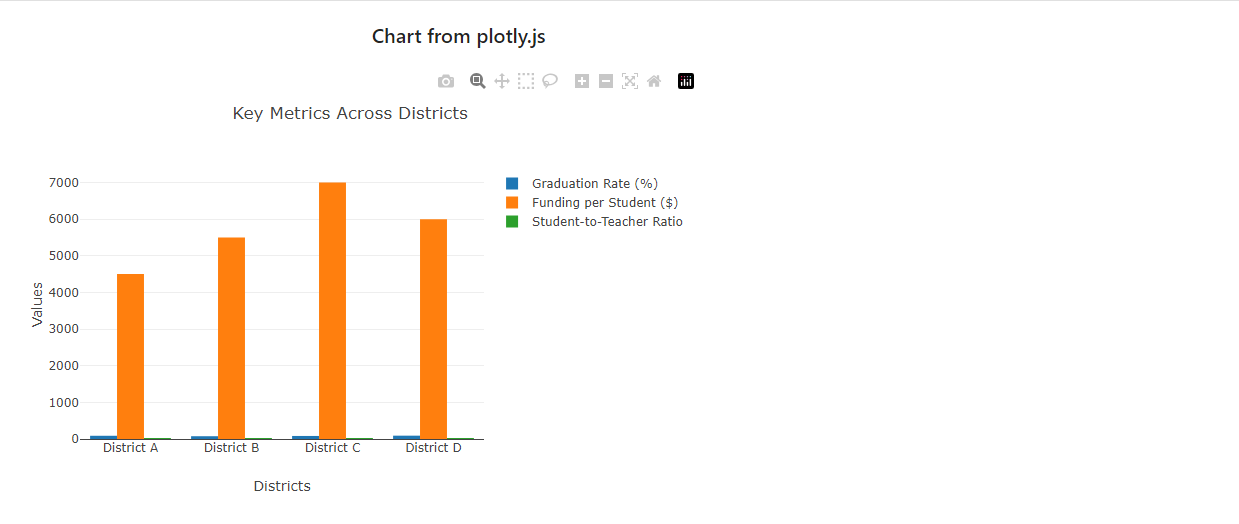 Chart from plotly.js
Key Metrics Across Districts
7000
6000
5000
4000
3000
2000
1000
0
Values
District A District B District C District D
Districts
Graduation Rate (%)
Funding per Student ($)
Student-to-Teacher Ratio